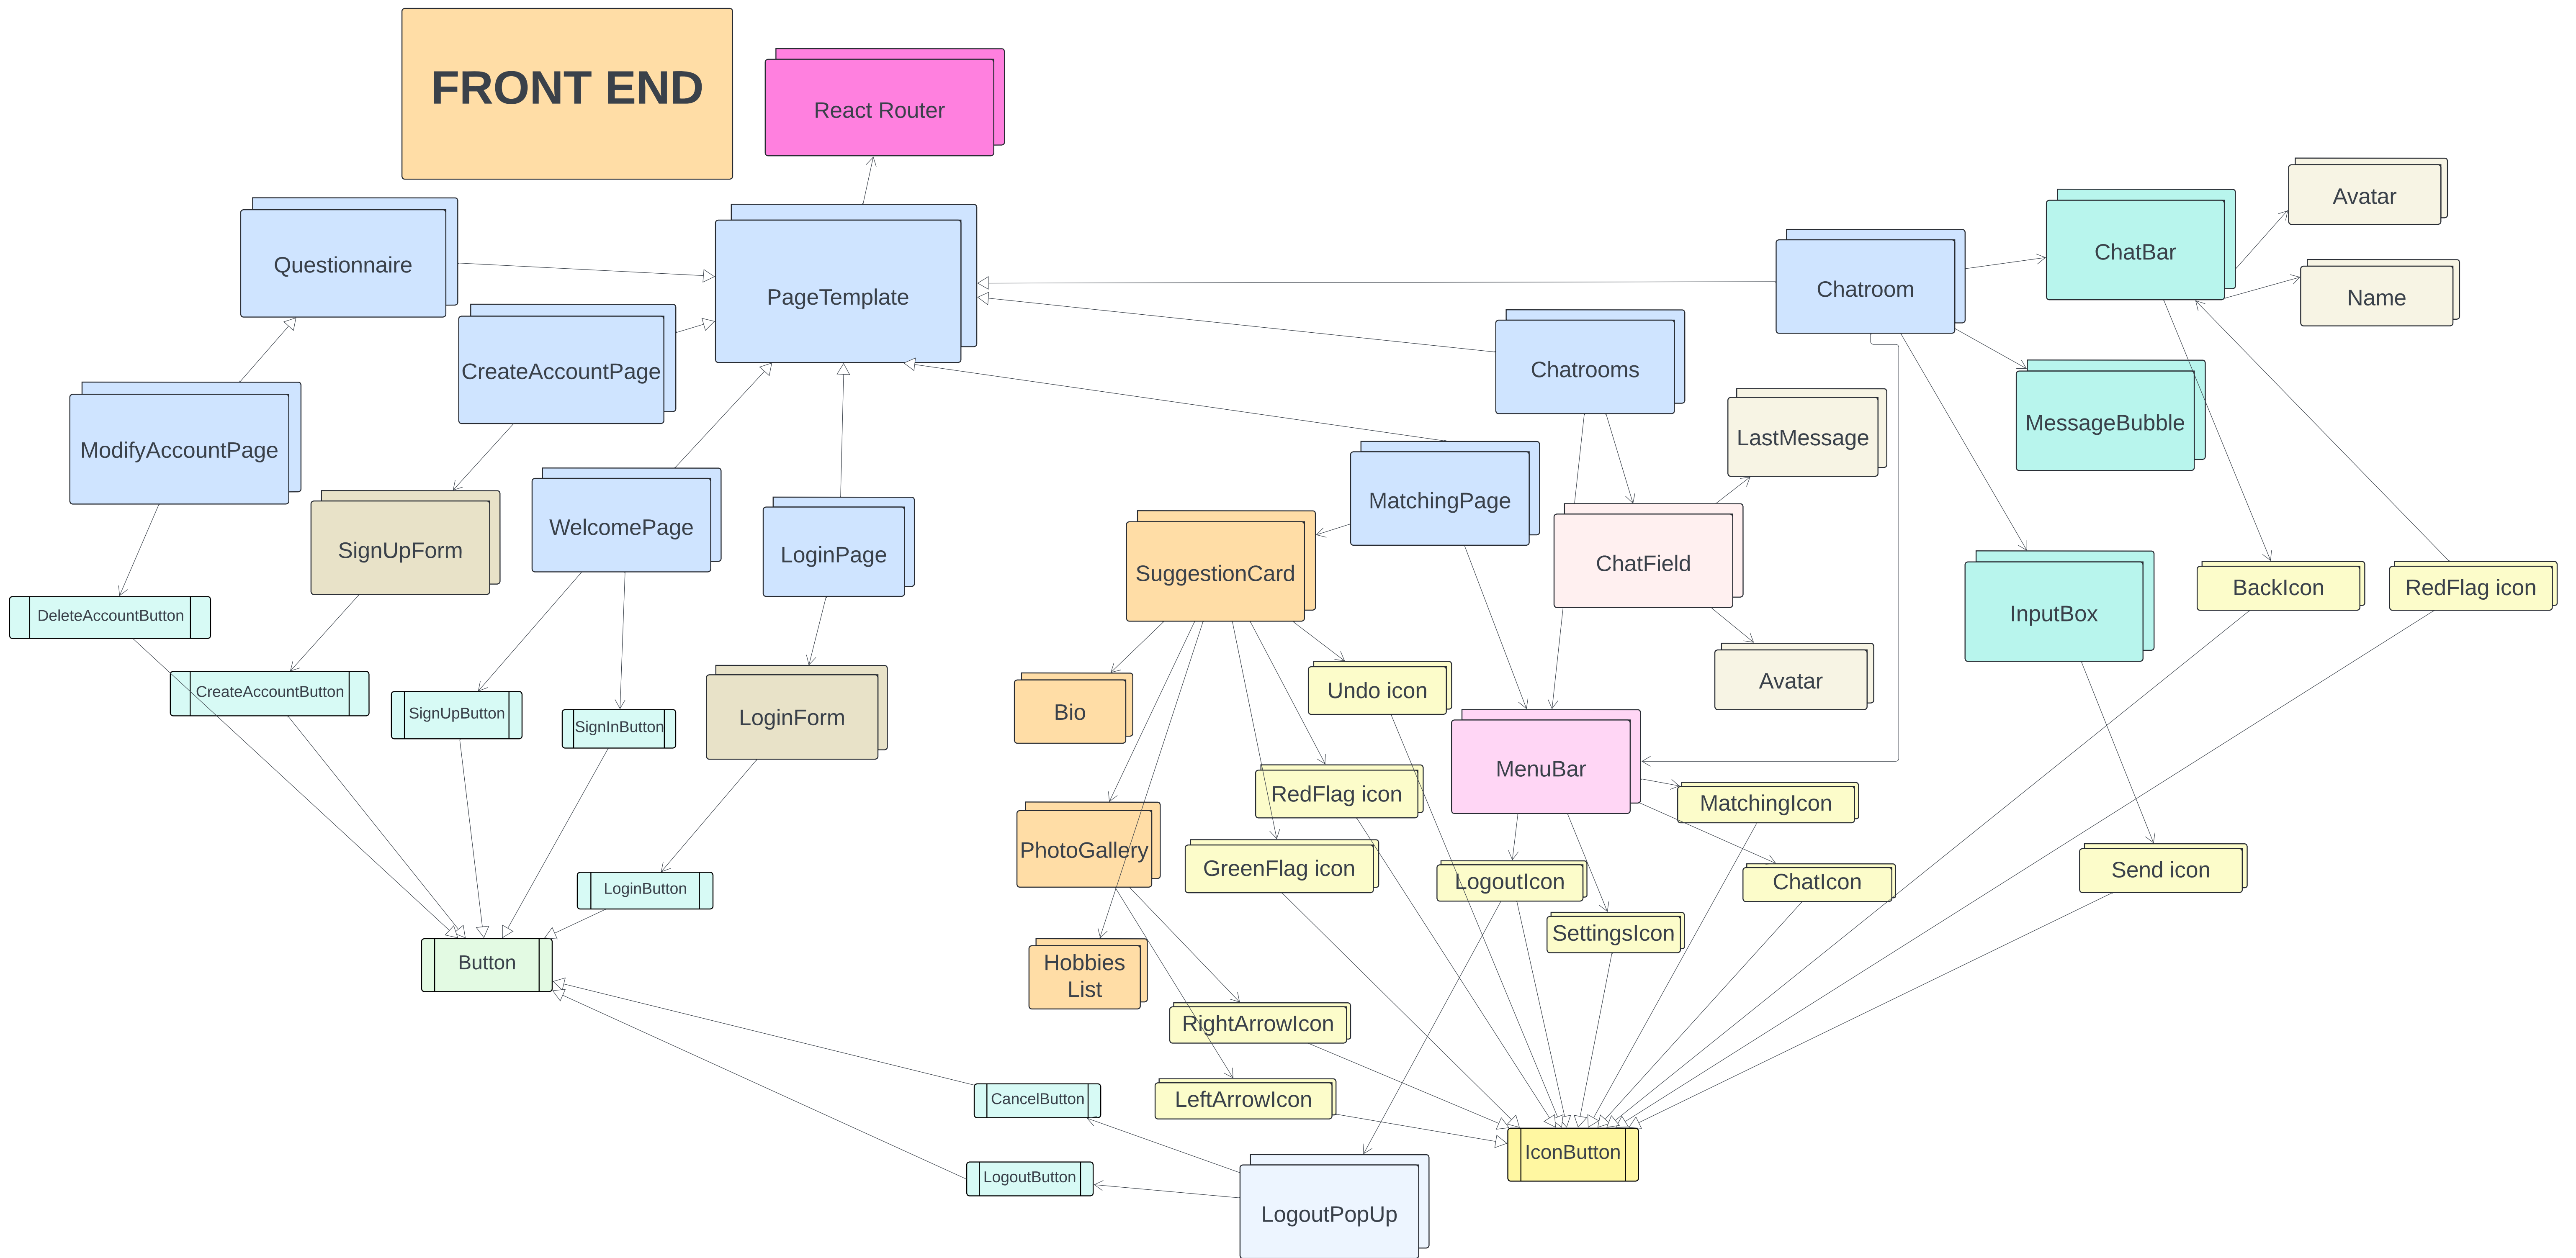 FRONT END
React Router
Avatar
ChatBar
Questionnaire
PageTemplate
Chatroom
Name
CreateAccountPage
Chatrooms
ModifyAccountPage
LastMessage
MessageBubble
WelcomePage
MatchingPage
SignUpForm
LoginPage
SuggestionCard
ChatField
BackIcon
RedFlag icon
InputBox
DeleteAccountButton
CreateAccountButton
SignUpButton
SignInButton
LoginForm
Bio
Undo icon
Avatar
MenuBar
RedFlag icon
MatchingIcon
PhotoGallery
GreenFlag icon
LogoutIcon
ChatIcon
Send icon
LoginButton
SettingsIcon
Button
Hobbies
List
RightArrowIcon
CancelButton
LeftArrowIcon
IconButton
LogoutButton
LogoutPopUp